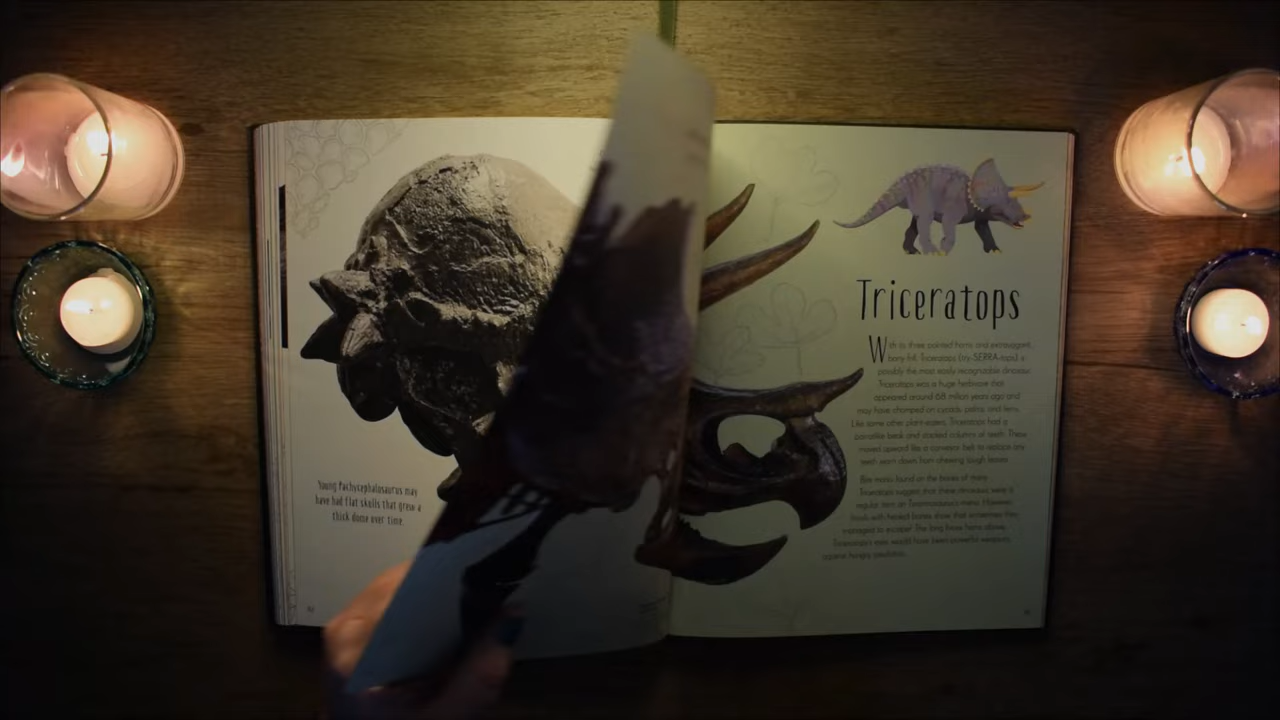 Young Pachycephalosaurus may
have had flat skulls that grew a
thick dome over time.
Triceratops
With its three pointed horns and extravagant,
bony frill, Triceratops (try-SERRA-tops) is
possibly the most easily recognizable dinosaur.
Triceratops was a huge herbivore that
appeared around 68 million years ago and
may have chomped on cycads, palms, and ferns.
Like some other plant-eaters, Triceratops had a
parrotlike beak and stacked columns of teeth. These
moved upward like a conveyor belt to replace any
teeth worn down from chewing tough leaves.
Bite marks found on the bones of many
Triceratops suggest that these dinosaurs were a
regular item on Tyrannosaurus's menu. However,
fossils with healed bones show that sometimes they
managed to escape! The long brow horns above
Triceratops's eyes would have been powerful weapons
against hungry predators.